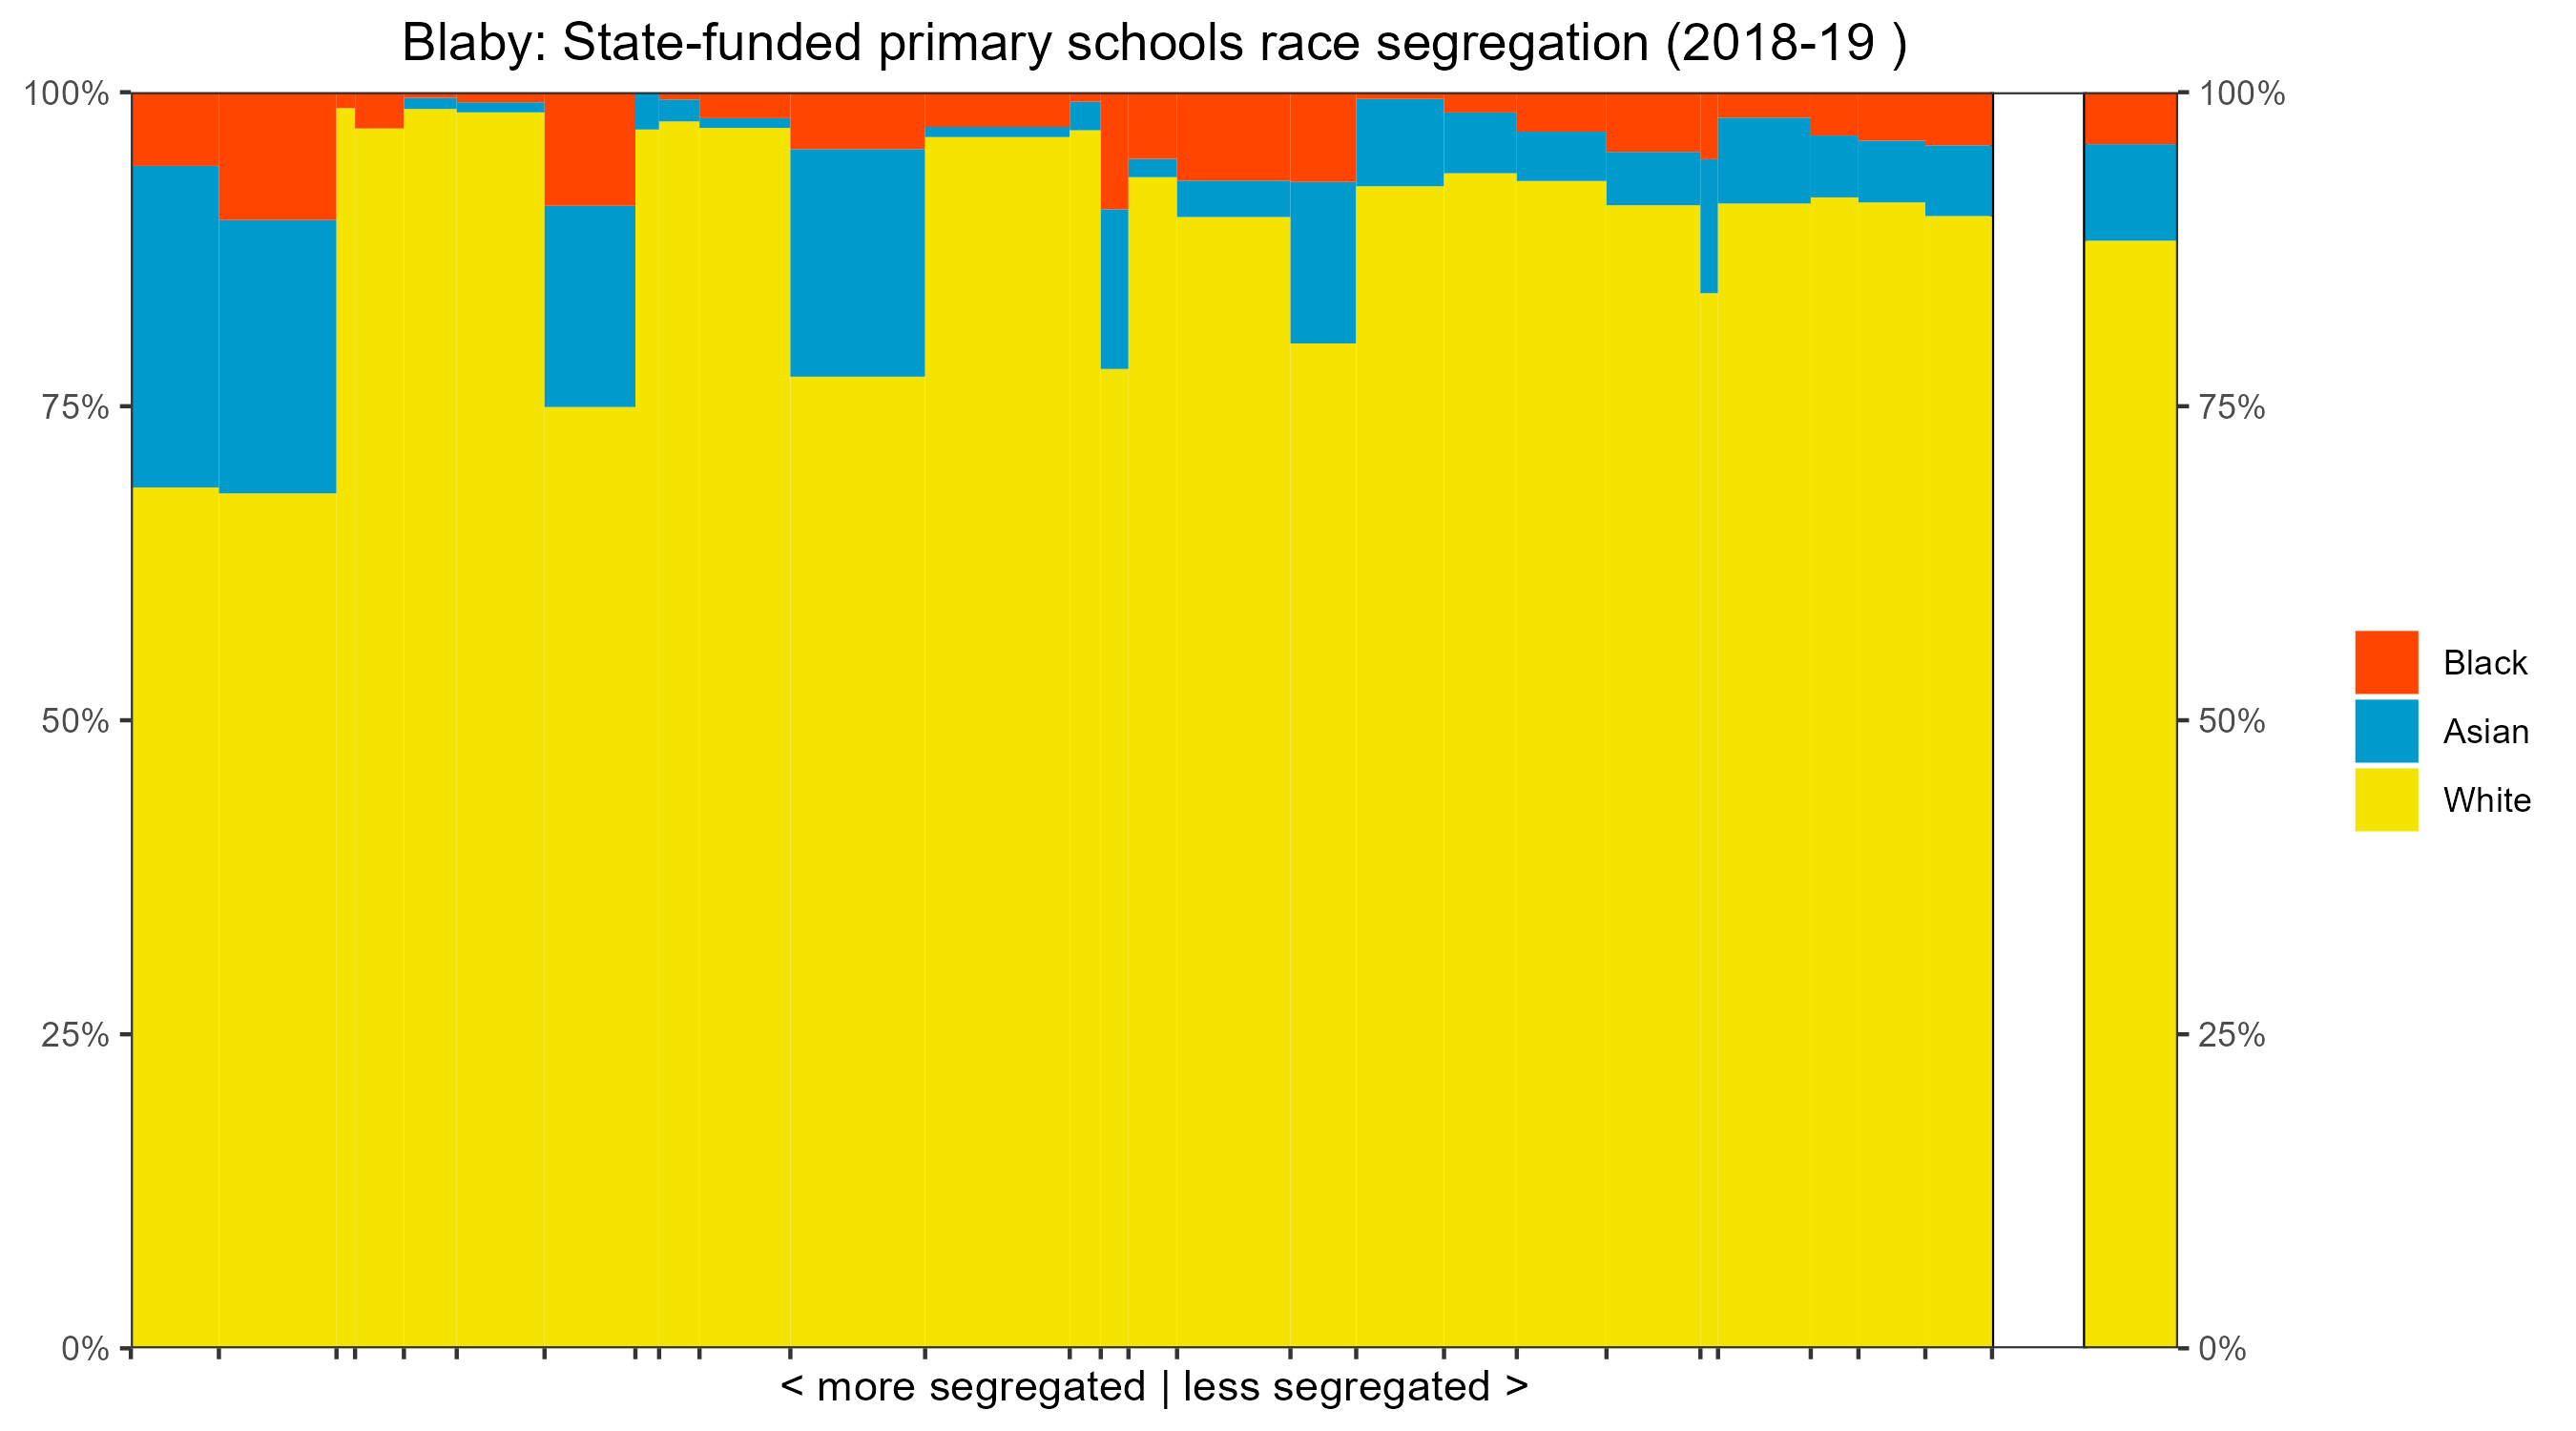 Blaby: State-funded primary schools race segregation (2018-19 )
100%
75%
50%
25%
0%
100%
75%
50%
25%
0%
Black
Asian
White
< more segregated | less segregated >